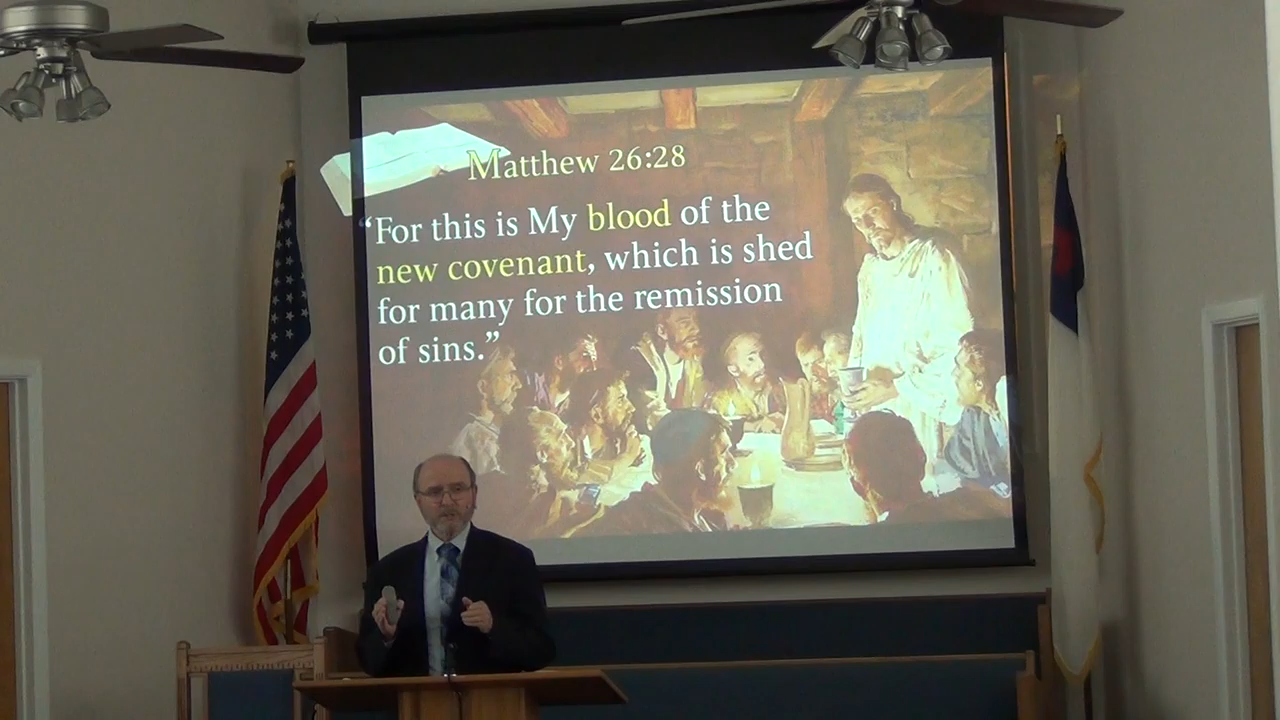 Matthew 26:28
“For this is My blood of the
new covenant, which is shed
for many for the remission
of sins.”